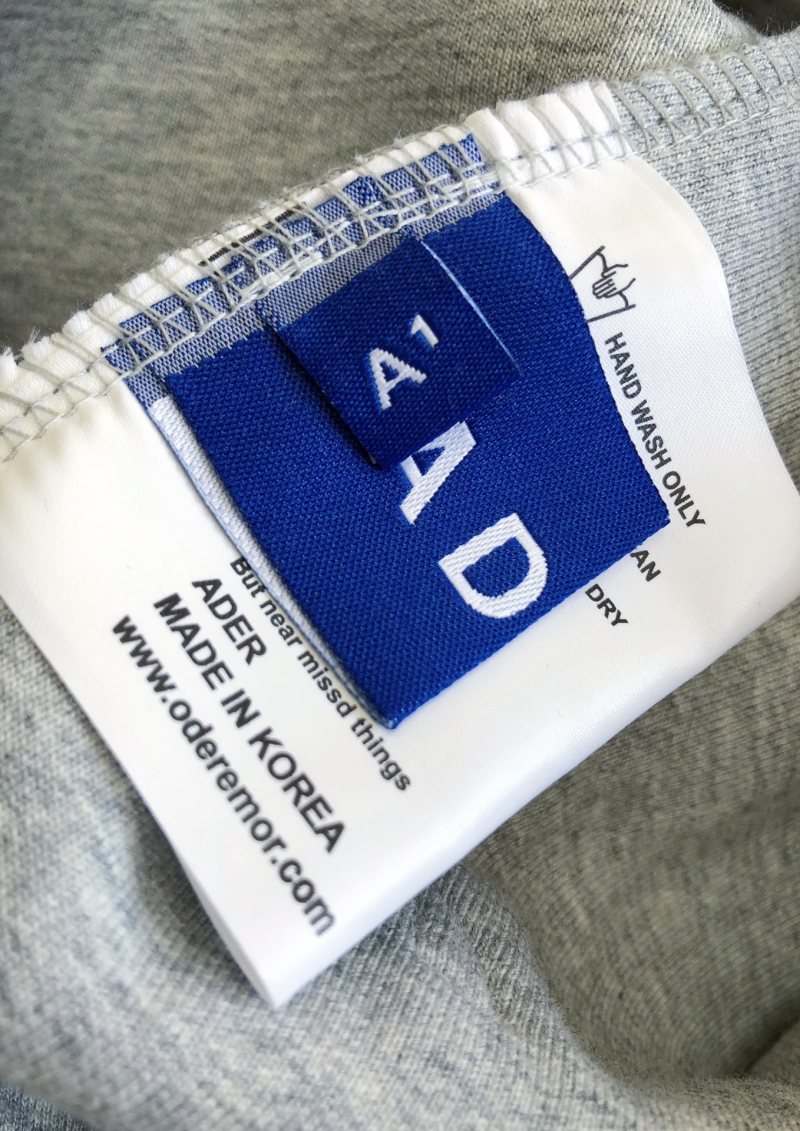 A¹
AD
HAND WASH ONLY
AN
DRY
But near missd things
ADER
MADE IN KOREA
www.oderemor.com